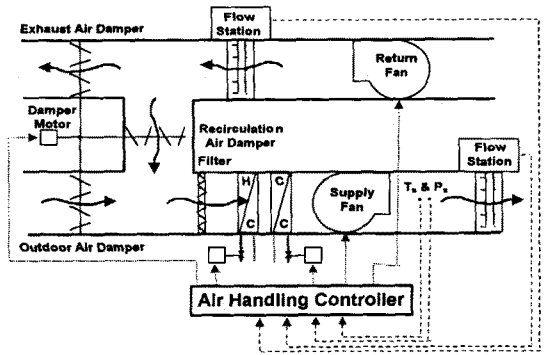 Exhaust Air Damper
Flow
Station
Return
Fan
Damper
Motor
Recirculation
Air Damper
Filter
Flow
Station
H
C
C
C
Supply
Fan
Ts & Ps
Outdoor Air Damper
Air Handling Controller